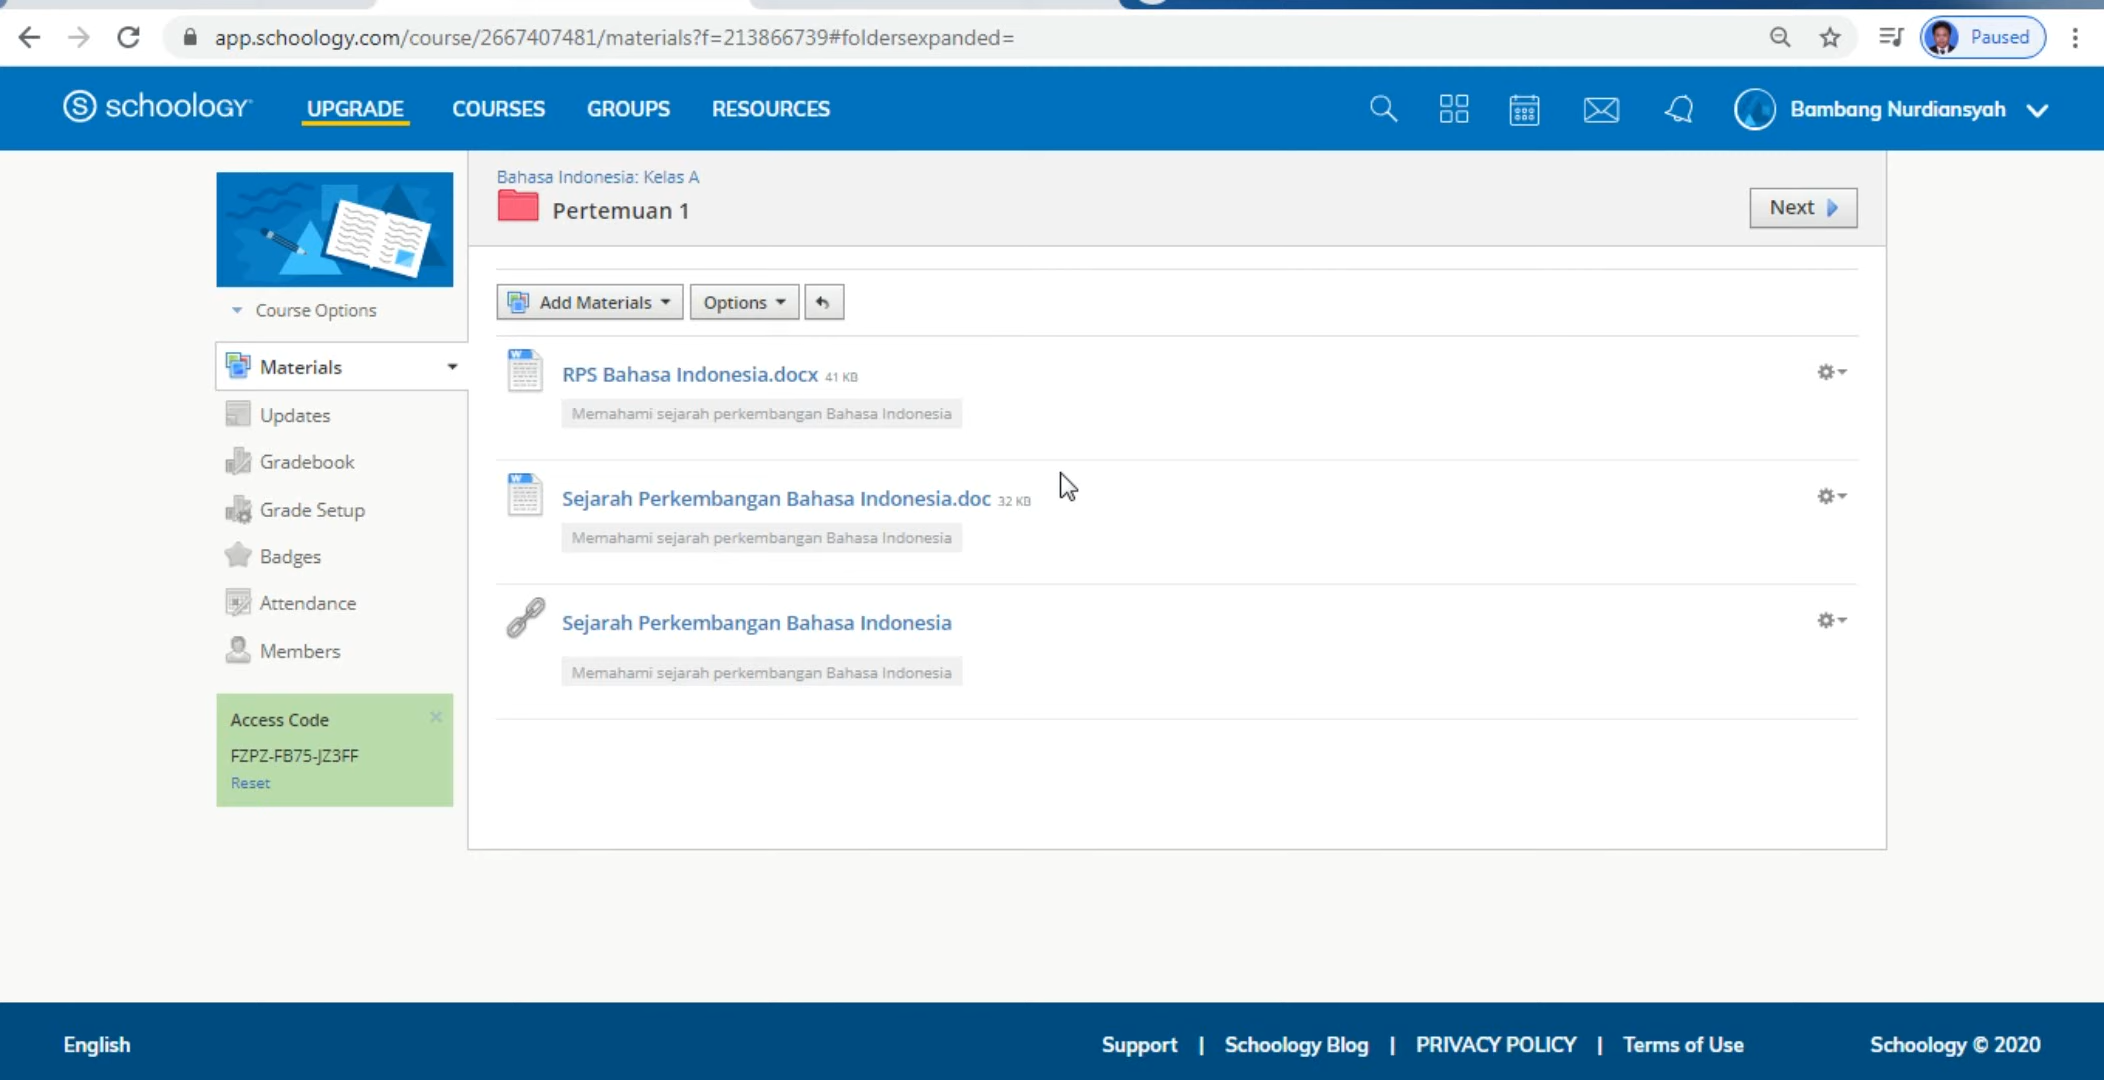 app.schoology.com/course/2667407481/materials?f=213866739#foldersexpanded=
Paused
schoology
UPGRADE
COURSES
GROUPS
RESOURCES
Bambang Nurdiansyah
Bahasa Indonesia: Kelas A
Pertemuan 1
Next
Course Options
Materials
Updates
Gradebook
Grade Setup
Badges
Attendance
Members
Access Code
FZPZ-FB75-JZ3FF
Reset
Add Materials
Options
RPS Bahasa Indonesia.docx 41 KB
Memahami sejarah perkembangan Bahasa Indonesia
Sejarah Perkembangan Bahasa Indonesia.doc 32 KB
Memahami sejarah perkembangan Bahasa Indonesia
Sejarah Perkembangan Bahasa Indonesia
Memahami sejarah perkembangan Bahasa Indonesia
English
Support | Schoology Blog | PRIVACY POLICY | Terms of Use
Schoology © 2020